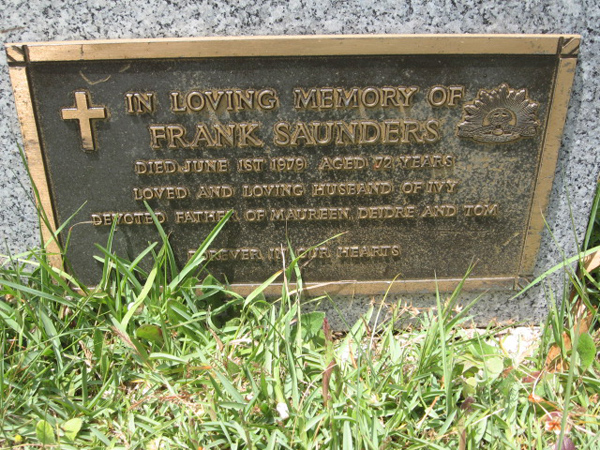 IN LOVING MEMORY OF
FRANK SAUNDERS
DIED JUNE 1ST 1979 AGED 72 YEARS
LOVED AND LOVING HUSBAND OF IVY
DEVOTED FATHER OF MAUREEN, DEIDRE AND TOM
FOREVER IN OUR HEARTS